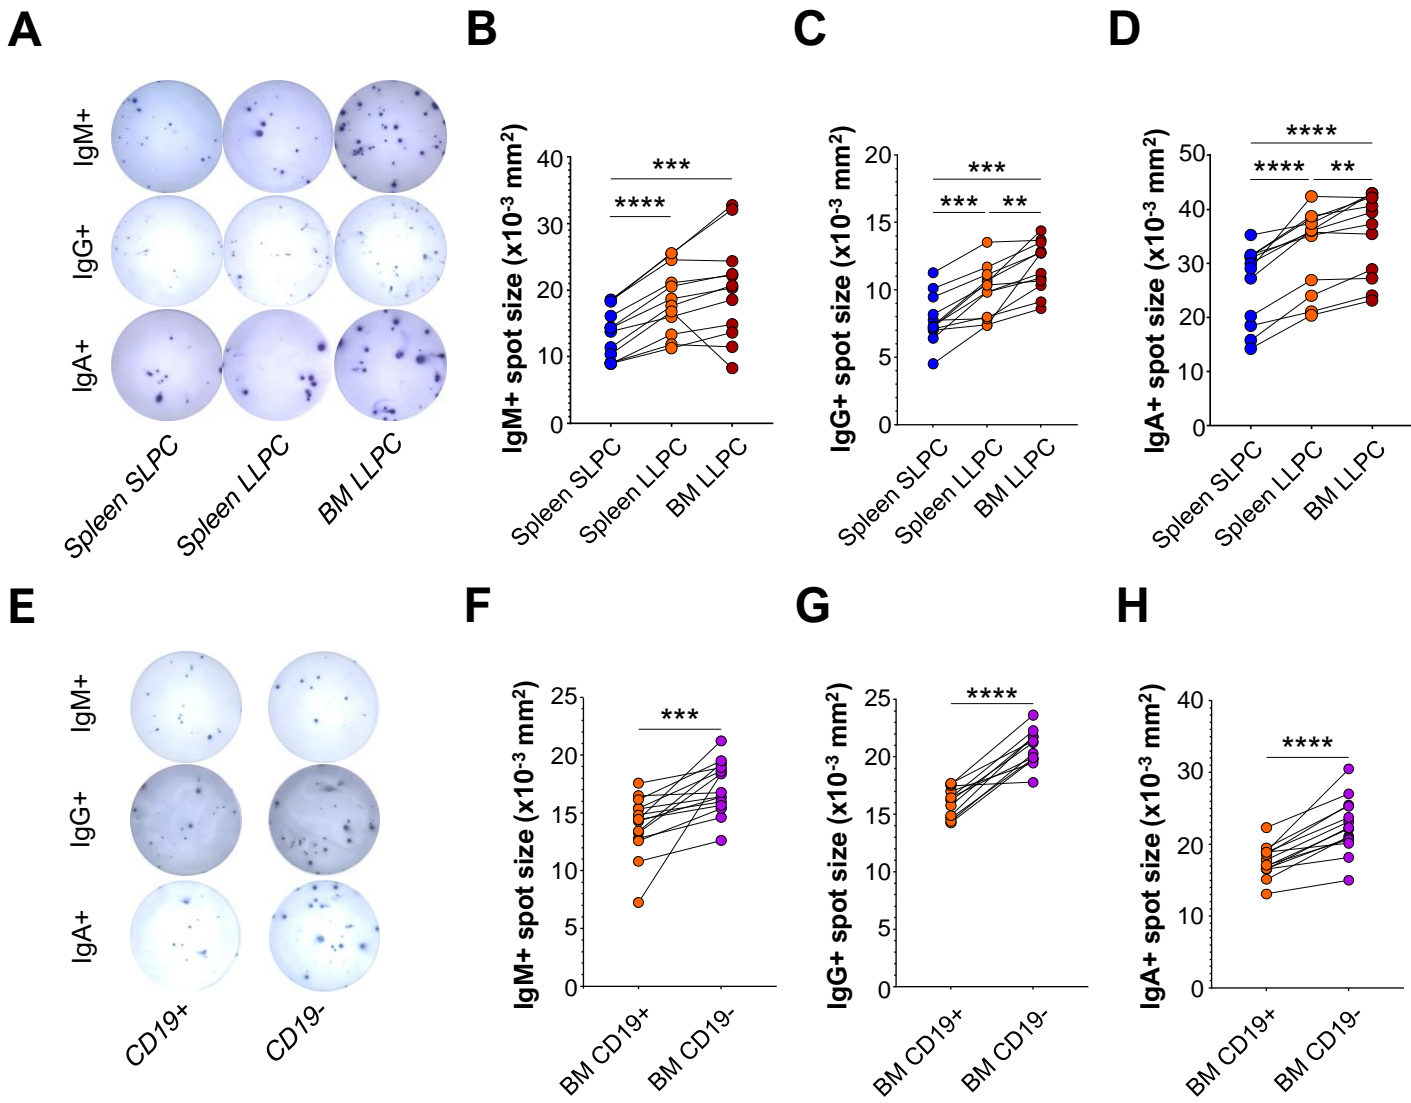 A
B
C
D
IgM+
IgG+
IgA+
Spleen SLPC
Spleen LLPC
BM LLPC
IgM+ spot size (x10-3 mm2)
40
30
20
10
0
***
****
Spleen SLPC
Spleen LLPC
BM LLPC
IgG+ spot size (x10-3 mm2)
20
15
10
5
0
***
***
**
Spleen SLPC
Spleen LLPC
BM LLPC
IgA+ spot size (x10-3 mm2)
50
40
30
20
10
0
****
****
**
Spleen SLPC
Spleen LLPC
BM LLPC
E
F
G
H
IgM+
IgG+
IgA+
CD19+
CD19-
IgM+ spot size (x10-3 mm2)
25
20
15
10
5
0
***
BM CD19+
BM CD19-
IgG+ spot size (x10-3 mm2)
25
20
15
10
5
0
****
BM CD19+
BM CD19-
IgA+ spot size (x10-3 mm2)
40
30
20
10
0
****
BM CD19+
BM CD19-